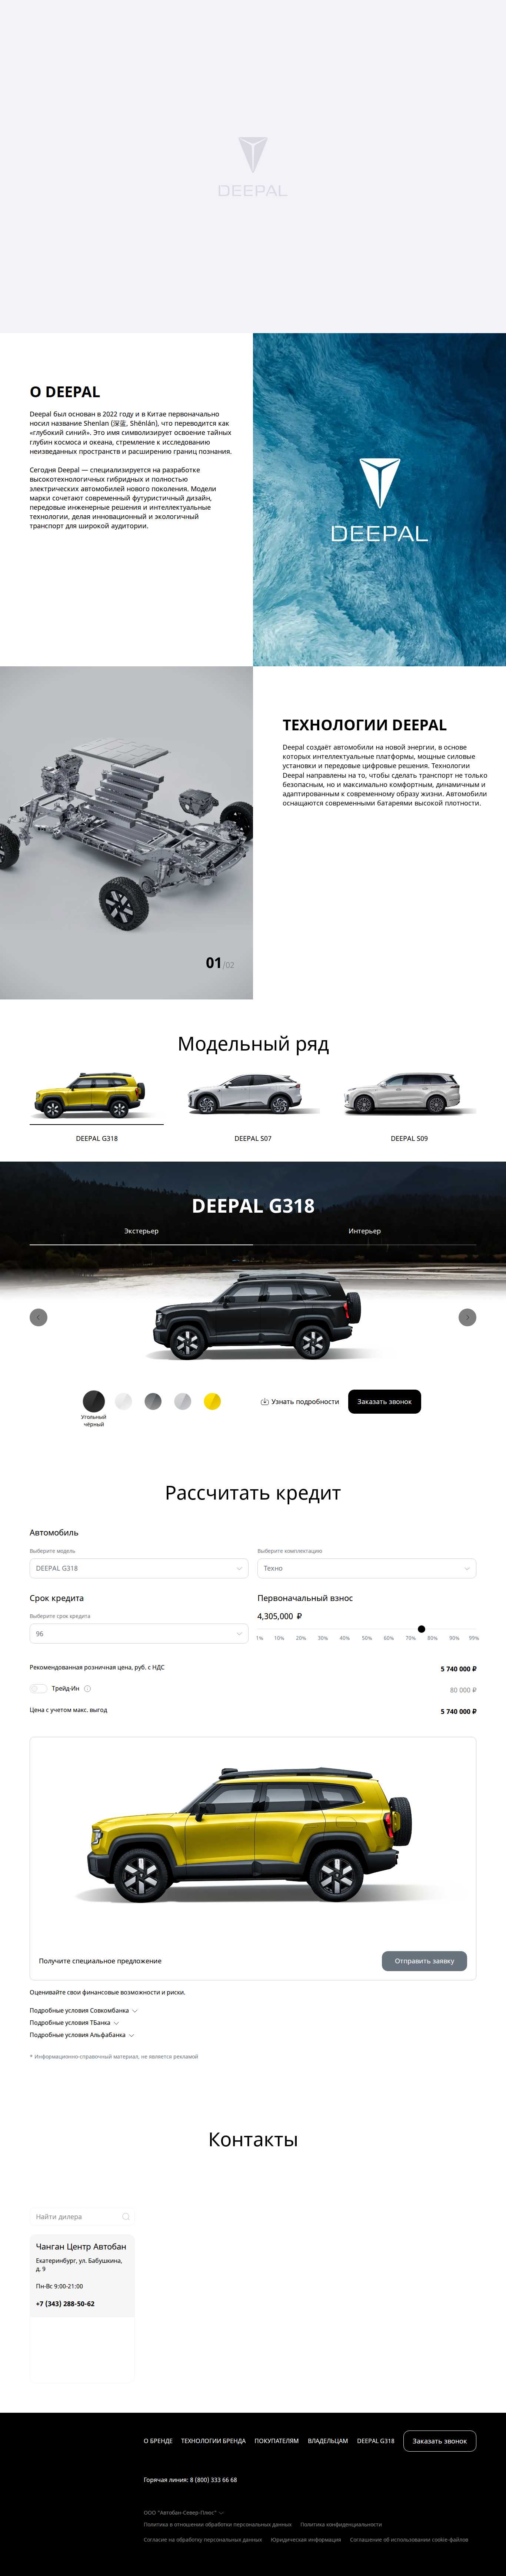 DEEPAL
О DEEPAL
Deepal был основан в 2022 году и в Китае первоначально
носил название Shenlan (深蓝, Shēnlán), что переводится как
«глубокий синий». Это имя символизирует освоение тайных
глубин космоса и океана, стремление к исследованию
неизведанных пространств и расширению границ познания.
Сегодня Deepal — специализируется на разработке
высокотехнологичных гибридных и полностью
электрических автомобилей нового поколения. Модели
марки сочетают современный футуристичный дизайн,
передовые инженерные решения и интеллектуальные
технологии, делая инновационной и экологичный
транспорт для широкой аудитории.
DEEPAL
01/02
ТЕХНОЛОГИИ DEEPAL
Deepal создаёт автомобили на новой энергии, в основе
которых интеллектуальные платформы, мощные силовые
установки и передовые цифровые решения. Технологии
Deepal направлены на то, чтобы сделать транспорт не только
безопасным, но и максимально комфортным, динамичным и
адаптированным к современному образу жизни. Автомобили
оснащаются современными батареями высокой плотности.
Модельный ряд
DEEPAL G318
DEEPAL S07
DEEPAL S09
DEEPAL G318
Экстерьер
Интерьер
Угольный
чёрный
Узнать подробности
Заказать звонок
Рассчитать кредит
Автомобиль
Выберите модель
DEEPAL G318
Выберите комплектацию
Техно
Срок кредита
Выберите срок кредита
96
Первоначальный взнос
4,305,000 ₽
1% 10% 20% 30% 40% 50% 60% 70% 80% 90% 99%
Рекомендованная розничная цена, руб. с НДС
5 740 000 ₽
Трейд-Ин
80 000 ₽
Цена с учетом макс. выгод
5 740 000 ₽
Получите специальное предложение
Отправить заявку
Оценивайте свои финансовые возможности и риски.
Подробные условия Совкомбанка
Подробные условия ТБанка
Подробные условия Альфабанка
* Информационно-справочный материал, не является рекламой
Контакты
Найти дилера
Чанган Центр Автобан
Екатеринбург, ул. Бабушкина,
д. 9
Пн-Вс 9:00-21:00
+7 (343) 288-50-62
О БРЕНДЕ
ТЕХНОЛОГИИ БРЕНДА
ПОКУПАТЕЛЯМ
ВЛАДЕЛЬЦАМ
DEEPAL G318
Заказать звонок
Горячая линия: 8 (800) 333 66 68
ООО "Автобан-Север-Плюс"
Политика в отношении обработки персональных данных
Политика конфиденциальности
Согласие на обработку персональных данных
Юридическая информация
Соглашение об использовании cookie-файлов